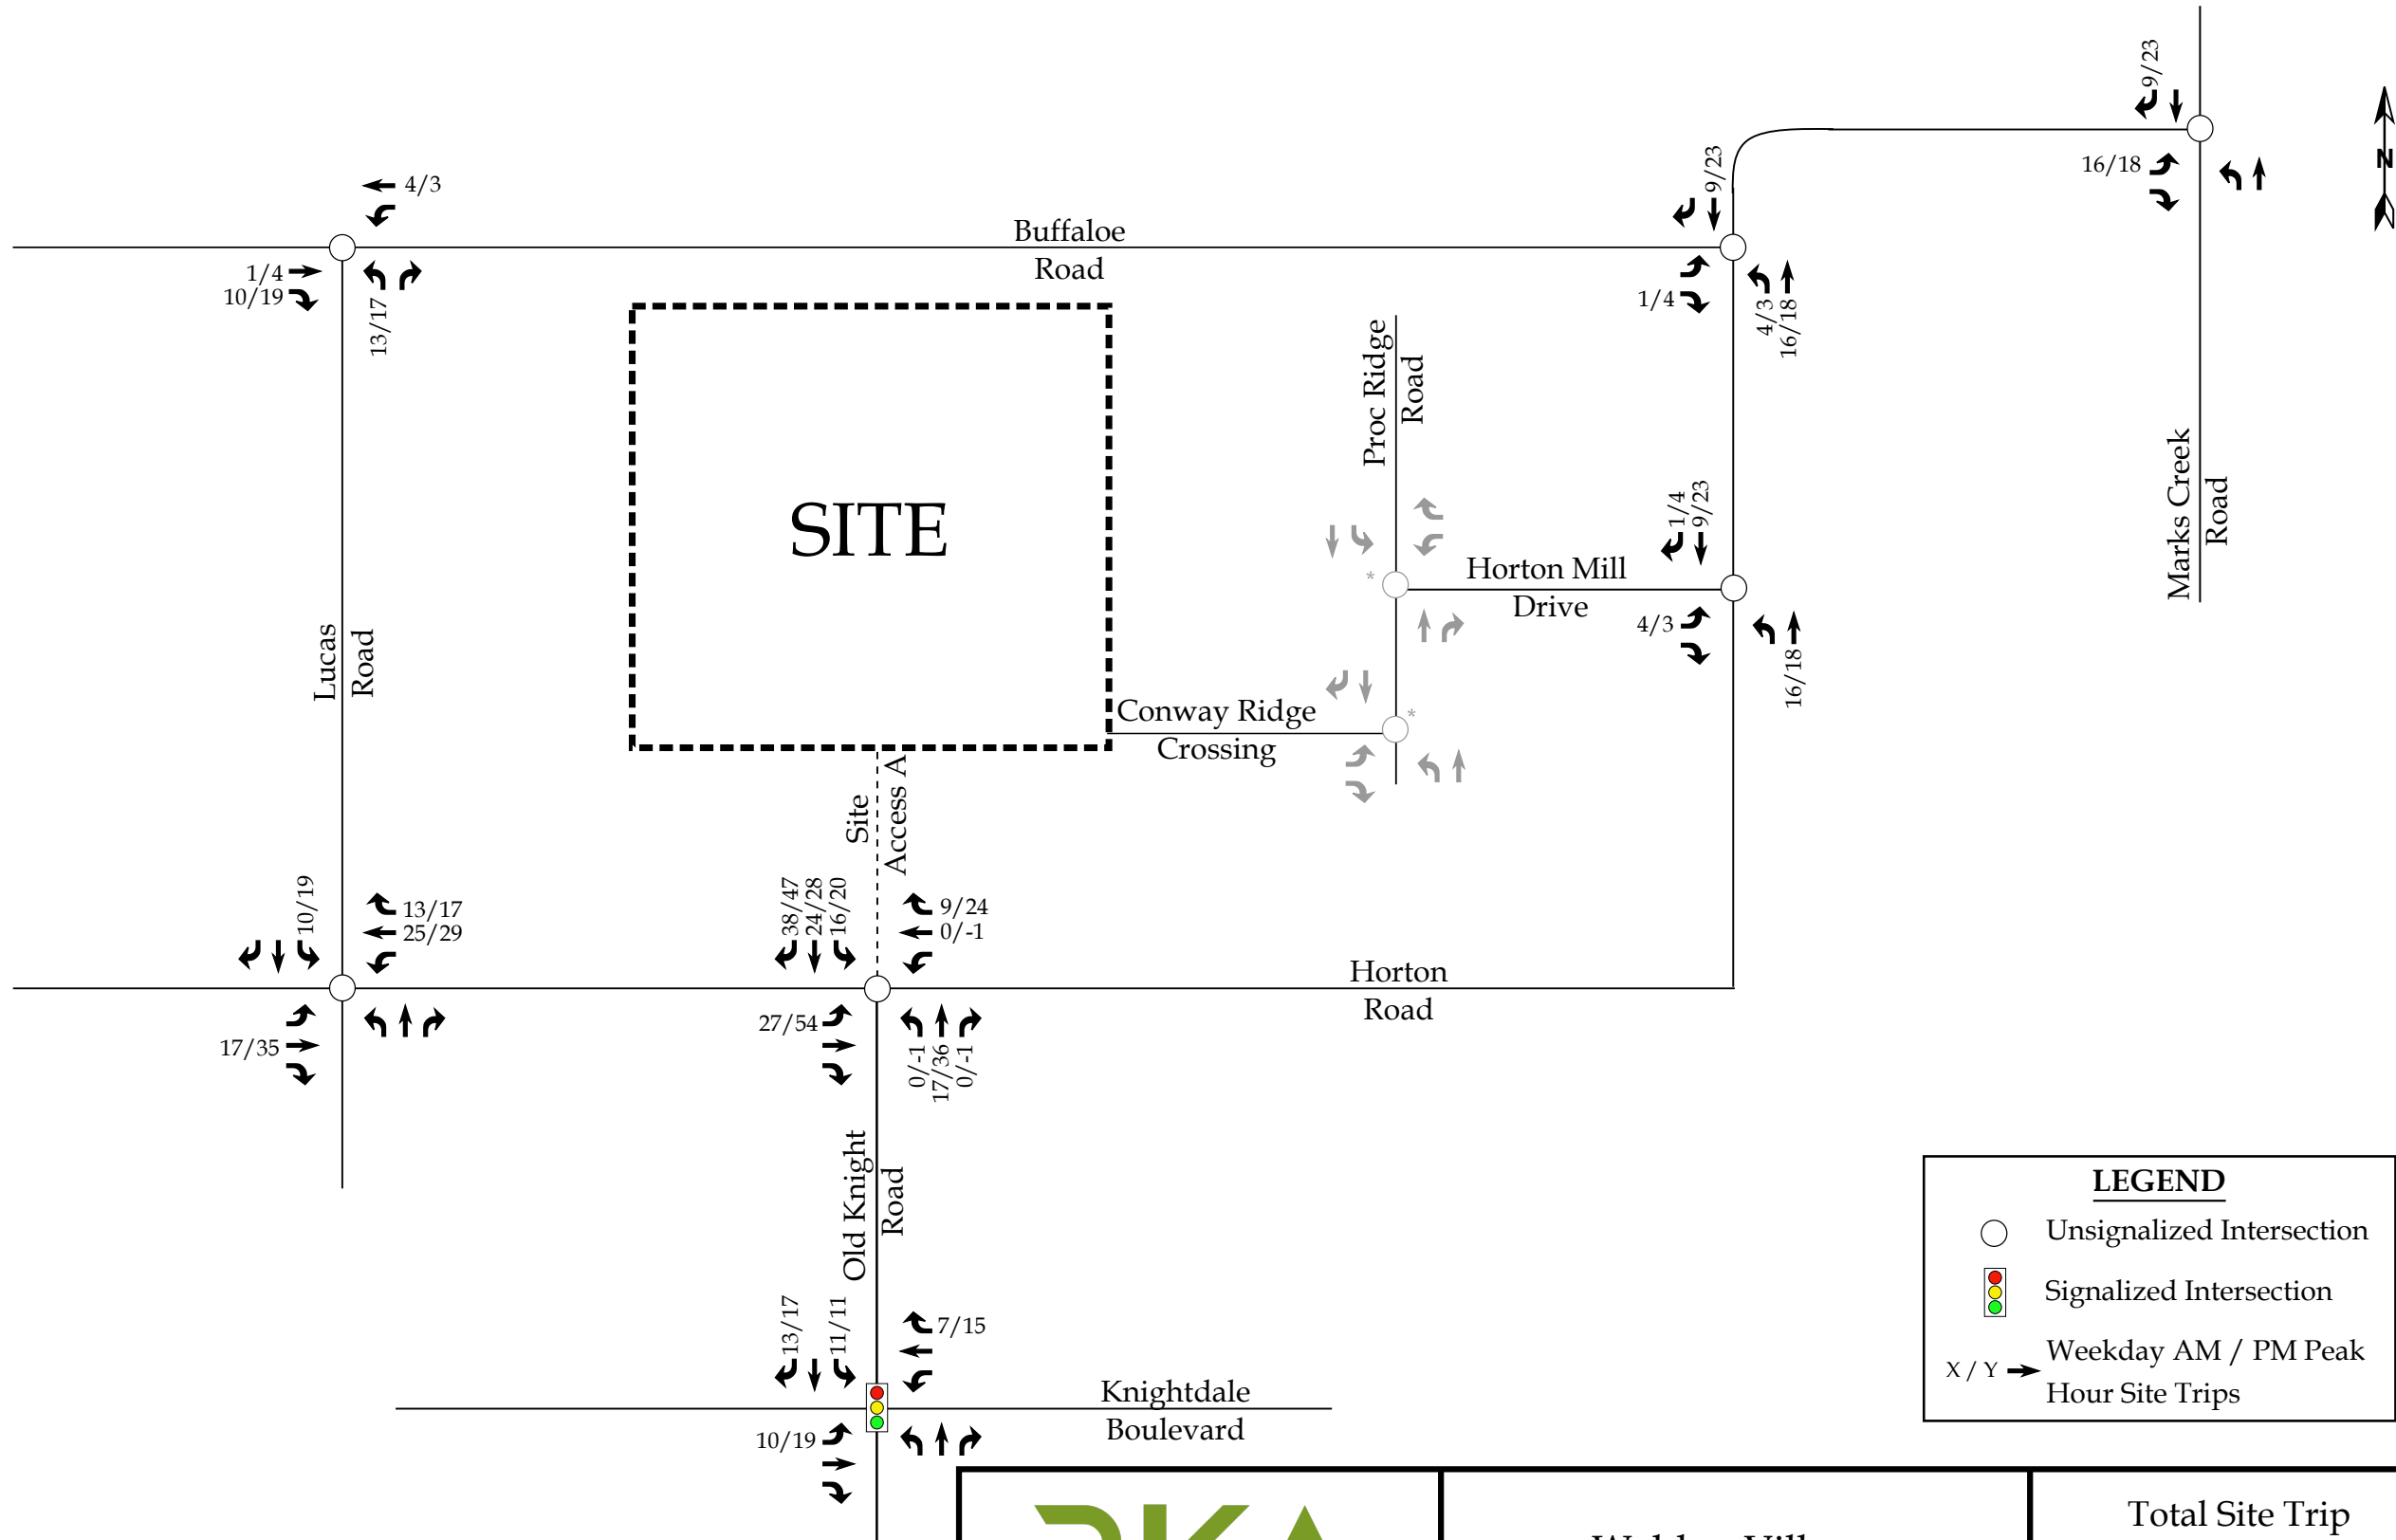 9/23
16/18
9/23
4/3
Buffaloe
Road
1/4
10/19
13/17
1/4
4/3
16/18
Proc Ridge
Road
N
Marks Creek
Road
SITE
1/4
9/23
*
Horton Mill
Drive
4/3
16/18
Lucas
Road
*
Conway Ridge
Crossing
Site
Access A
10/19
13/17
25/29
38/47
24/28
16/20
9/24
0/-1
Horton
Road
17/35
27/54
0/-1
17/36
0/-1
Old Knight
Road
LEGEND
Unsignalized Intersection
Signalized Intersection
X / Y
Weekday AM / PM Peak
Hour Site Trips
13/17
11/11
7/15
Knightdale
Boulevard
10/19
Total Site Trip